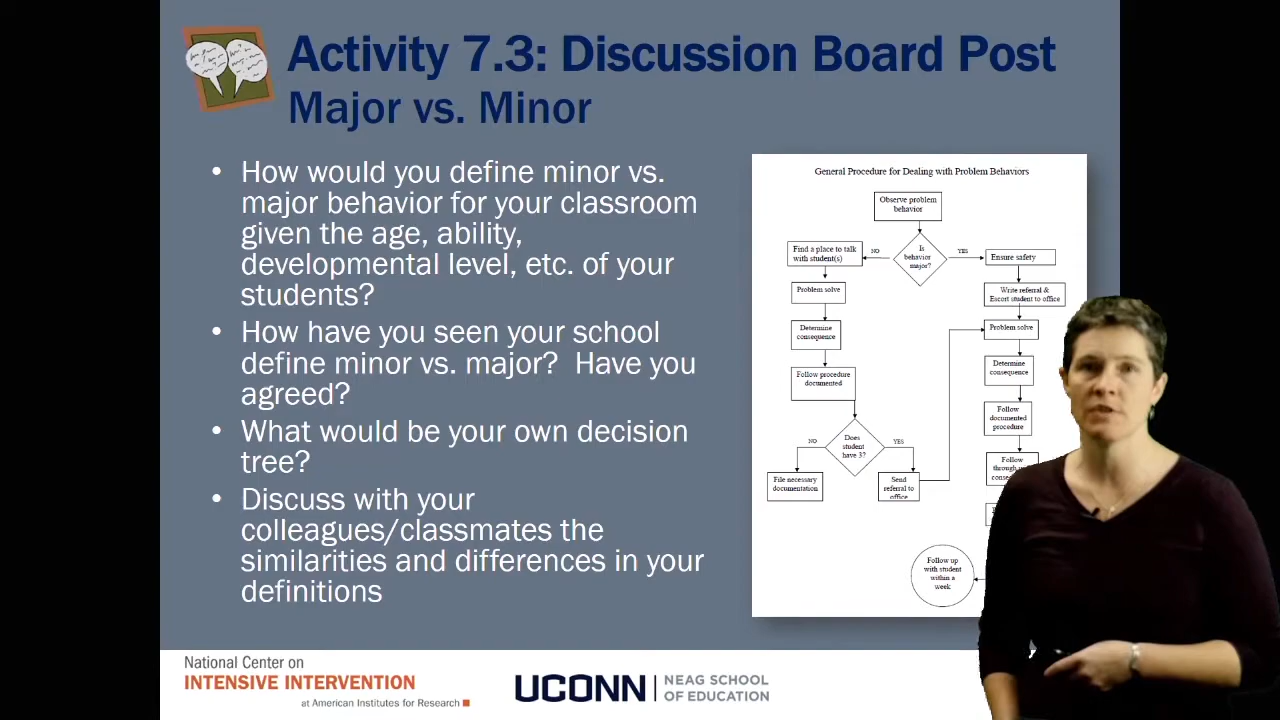 Activity 7.3: Discussion Board Post
Major vs. Minor
• How would you define minor vs.
major behavior for your classroom
given the age, ability,
developmental level, etc. of your
students?
• How have you seen your school
define minor vs. major?  Have you
agreed?
• What would be your own decision
tree?
• Discuss with your
colleagues/classmates the
similarities and differences in your
definitions
General Procedure for Dealing with Problem Behaviors
Observe problem
behavior
Is
behavior
major?
NO
YES
Find a place to talk
with student(s)
Problem solve
Determine
consequence
Follow procedure
documented
Does
student
have 3?
NO
YES
File necessary
documentation
Send
referral to
office
Ensure safety
Write referral &
Escort student to office
Problem solve
Determine
consequence
Follow
documented
procedure
Follow
Follow up
with student
within a
week
National Center on
INTENSIVE INTERVENTION
at American Institutes for Research
UCONN
NEAG SCHOOL
OF EDUCATION